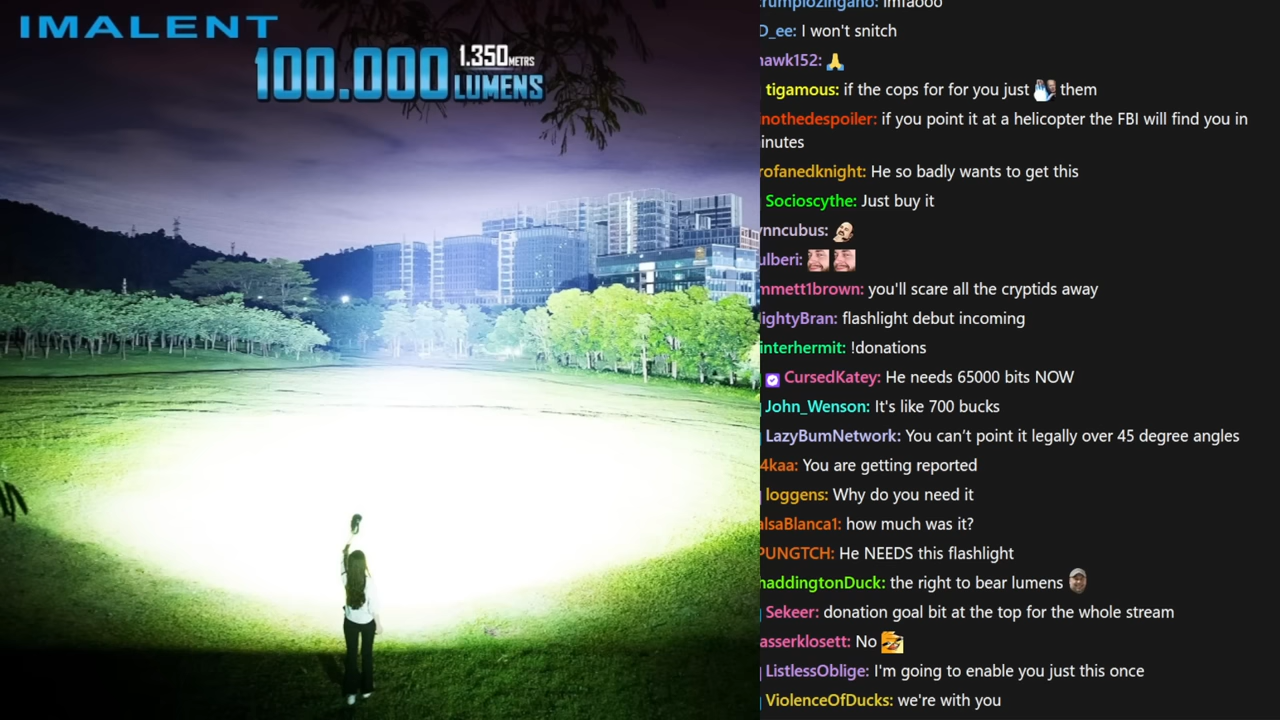 IMALENT
100.000 1.350METRS
LUMENS
crumplozingano: lmfaooo
D_ee: I won't snitch
hawk152:
tigamous: if the cops for for you just them
nothedespoiler: if you point it at a helicopter the FBI will find you in
inutes
rofanedknight: He so badly wants to get this
Socioscythe: Just buy it
ynncubus:
ulberi:
mmett1brown: you'll scare all the cryptids away
ightyBran: flashlight debut incoming
interhermit: !donations
CursedKatey: He needs 65000 bits NOW
John_Wenson: It's like 700 bucks
LazyBumNetwork: You can’t point it legally over 45 degree angles
4kaa: You are getting reported
loggens: Why do you need it
alsaBlanca1: how much was it?
PUNGTCH: He NEEDS this flashlight
haddingtonDuck: the right to bear lumens
Sekeer: donation goal bit at the top for the whole stream
asserklosett: No
ListlessOblige: I'm going to enable you just this once
ViolenceOfDucks: we're with you